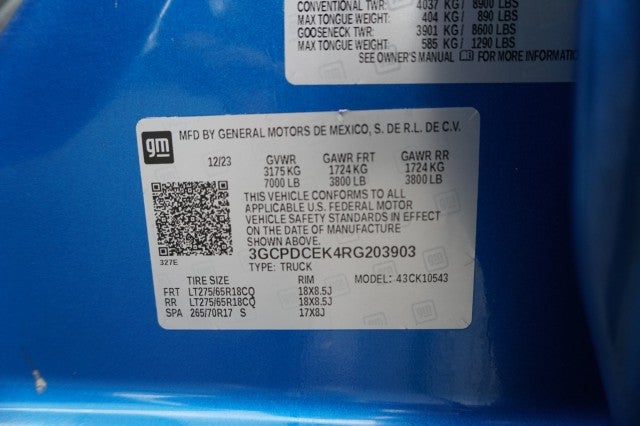 CONVENTIONAL TWR: 4037 KG/ 8900 LBS
MAX TONGUE WEIGHT: 404 KG/ 890 LBS
GOOSENECK TWR: 3901 KG/ 8600 LBS
MAX TONGUE WEIGHT: 585 KG/ 1290 LBS
SEE OWNER'S MANUAL FOR MORE INFORMATION
gm
MFD BY GENERAL MOTORS DE MEXICO, S. DE R.L. DE C.V.
12/23 GVWR GAWR FRT GAWR RR
3175 KG 1724 KG 1724 KG
7000 LB 3800 LB 3800 LB
THIS VEHICLE CONFORMS TO ALL
APPLICABLE U.S. FEDERAL MOTOR
VEHICLE SAFETY STANDARDS IN EFFECT
ON THE DATE OF MANUFACTURE
SHOWN ABOVE.
3GCPDCEK4RG203903
327E TYPE: TRUCK
TIRE SIZE RIM MODEL: 43CK10543
FRT LT275/65R18CQ 18X8.5J
RR LT275/65R18CQ 18X8.5J
SPA 265/70R17 S 17X8J